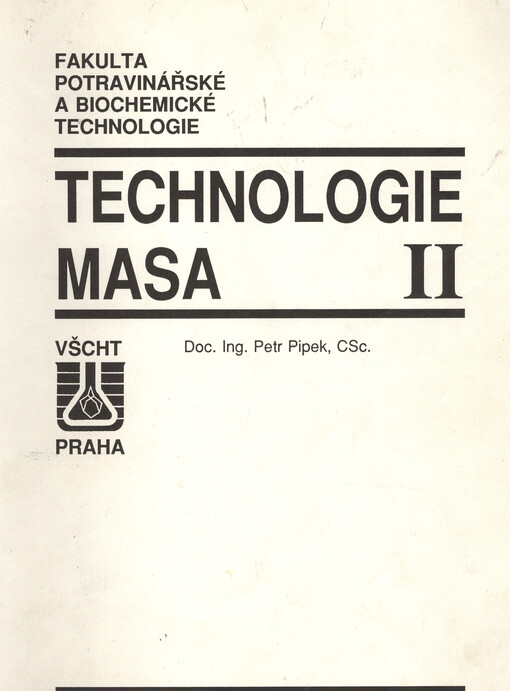 FAKULTA
POTRAVINÁŘSKÉ
A BIOCHEMICKÉ
TECHNOLOGIE
TECHNOLOGIE
MASA II
VŠCHT
Doc. Ing. Petr Pipek, CSc.
PRAHA